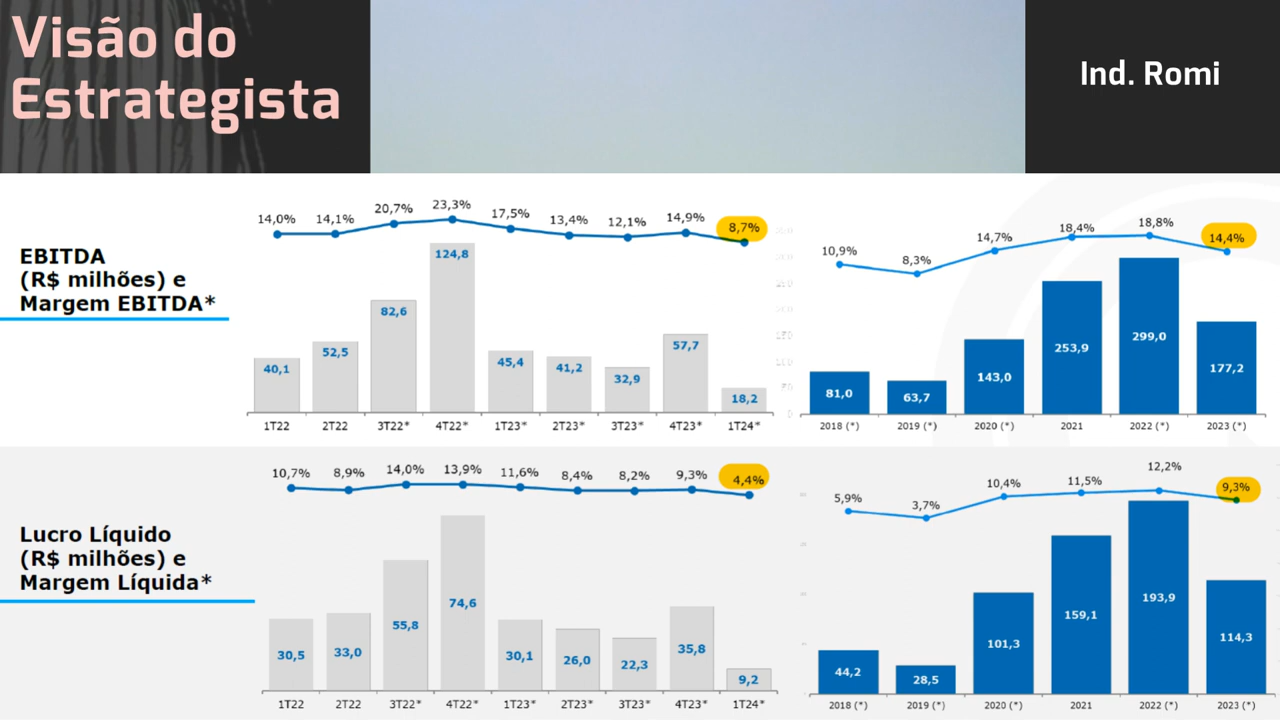 Visão do
Estrategista
Ind. Romi
EBITDA
(R$ milhões) e
Margem EBITDA*
14,0% 14,1% 20,7% 23,3% 17,5% 13,4% 12,1% 14,9% 8,7%
40,1 52,5 82,6 124,8 45,4 41,2 32,9 57,7 18,2
1T22 2T22 3T22* 4T22* 1T23* 2T23* 3T23* 4T23* 1T24*
10,9% 8,3% 14,7% 18,4% 18,8% 14,4%
81,0 63,7 143,0 253,9 299,0 177,2
2018 (*) 2019 (*) 2020 (*) 2021 2022 (*) 2023 (*)
Lucro Líquido
(R$ milhões) e
Margem Líquida*
10,7% 8,9% 14,0% 13,9% 11,6% 8,4% 8,2% 9,3% 4,4%
30,5 33,0 55,8 74,6 30,1 26,0 22,3 35,8 9,2
1T22 2T22 3T22* 4T22* 1T23* 2T23* 3T23* 4T23* 1T24*
5,9% 3,7% 10,4% 11,5% 12,2% 9,3%
44,2 28,5 101,3 159,1 193,9 114,3
2018 (*) 2019 (*) 2020 (*) 2021 2022 (*) 2023 (*)